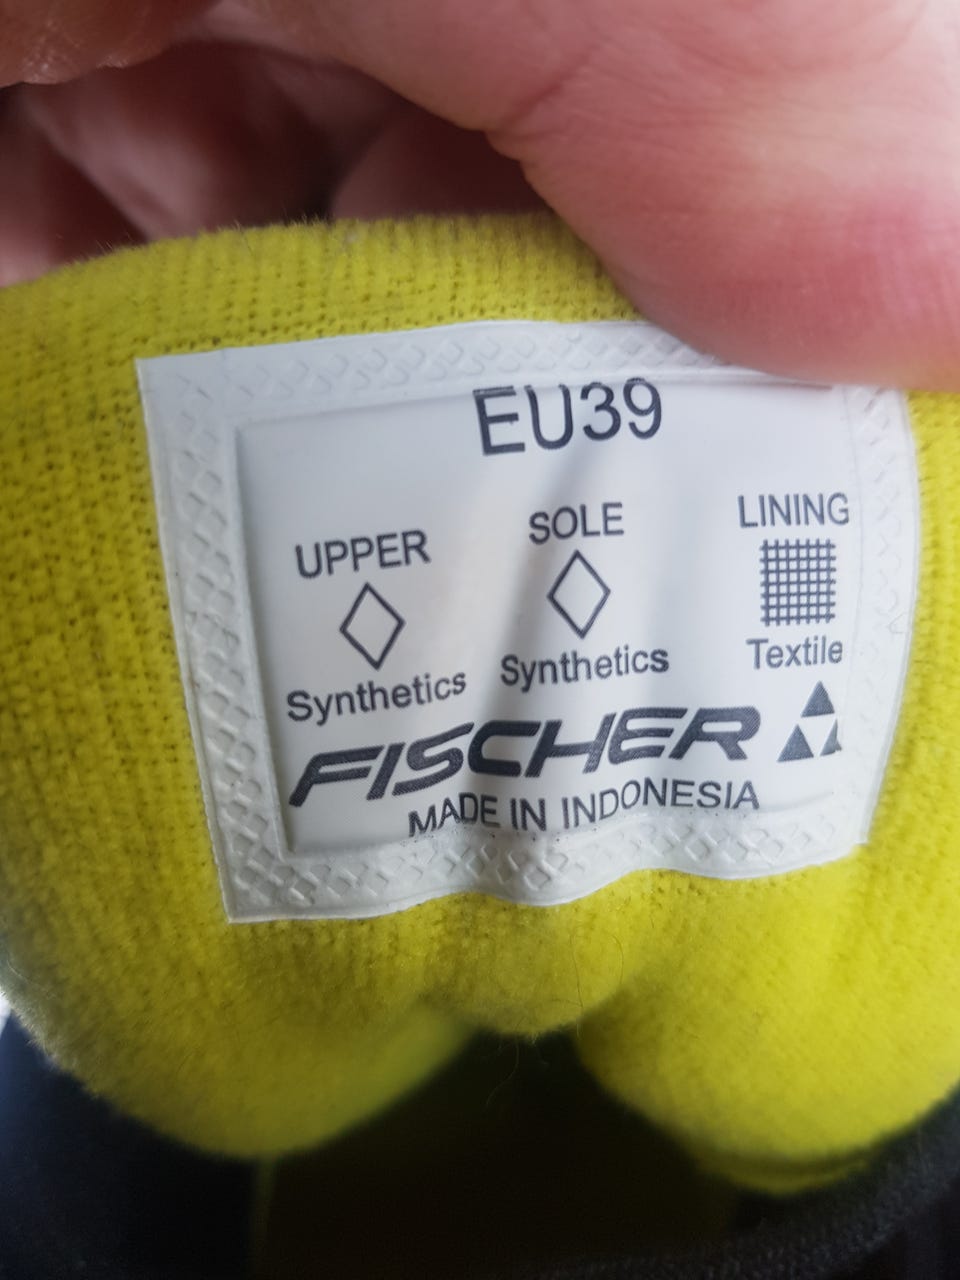 EU39
UPPER SOLE LINING
Synthetics Synthetics Textile
FISCHER
MADE IN INDONESIA